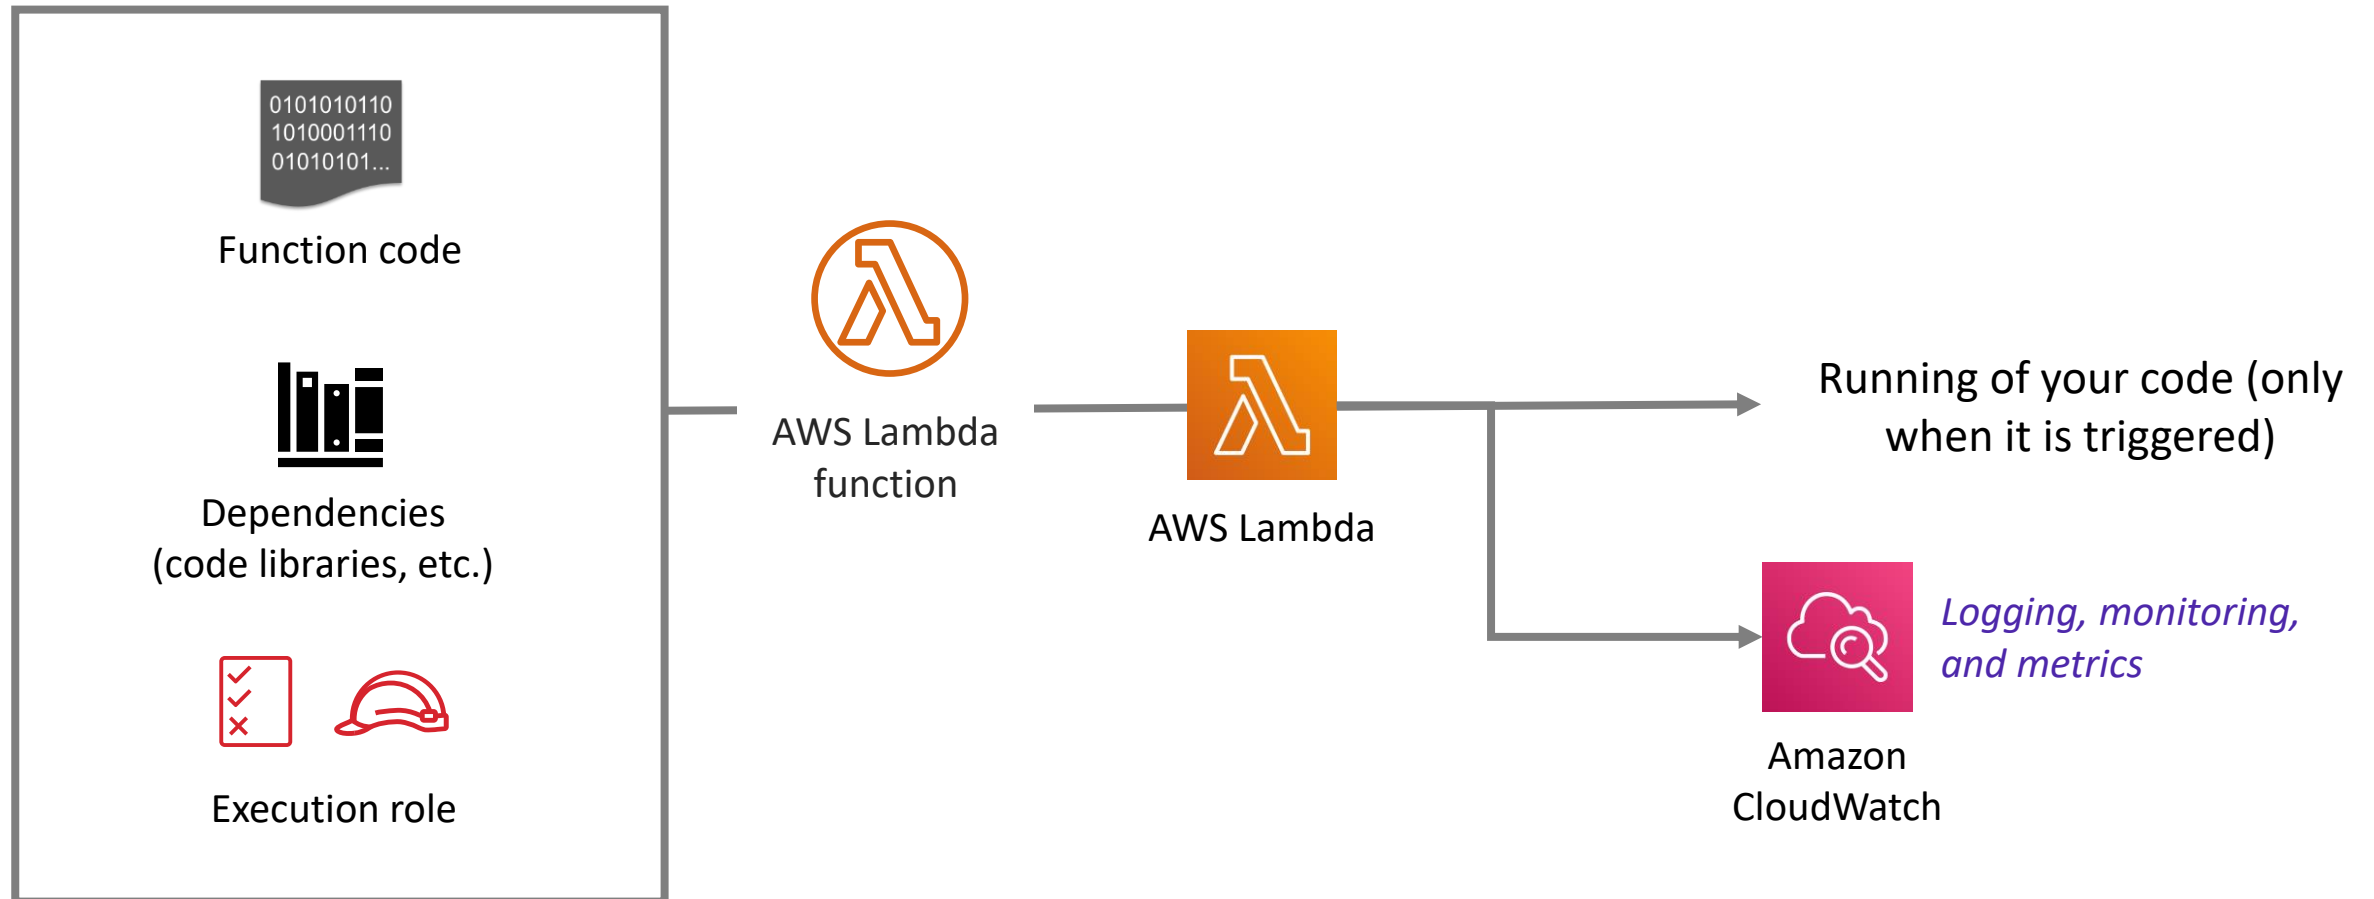 0101010110
1010001110
01010101...
Function code
Dependencies
(code libraries, etc.)
Execution role
AWS Lambda
function
AWS Lambda
Running of your code (only
when it is triggered)
Logging, monitoring,
and metrics
Amazon
CloudWatch